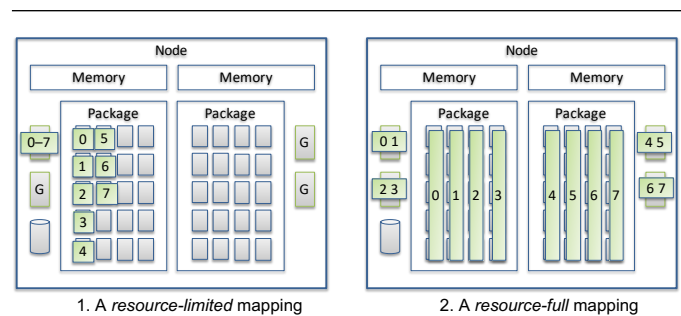 Node
Memory Memory
Package Package
0–7
0 5
G
1 6
G
2 7
G
3
4
1. A resource-limited mapping
Node
Memory Memory
Package Package
0 1
4 5
2 3
0 1 2 3
4 5 6 7
6 7
2. A resource-full mapping